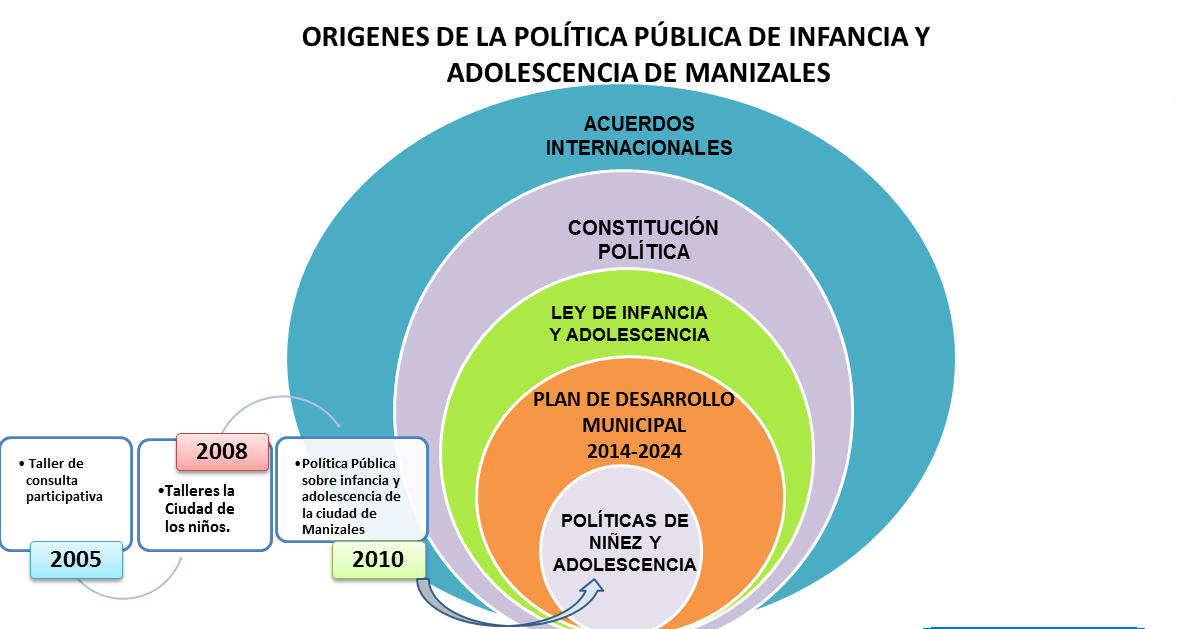 ORIGENES DE LA POLÍTICA PÚBLICA DE INFANCIA Y
ADOLESCENCIA DE MANIZALES
ACUERDOS
INTERNACIONALES
CONSTITUCIÓN
POLÍTICA
LEY DE INFANCIA
Y ADOLESCENCIA
PLAN DE DESARROLLO
MUNICIPAL
2014-2024
POLÍTICAS DE
NIÑEZ Y
ADOLESCENCIA
• Taller de
consulta
participativa
2005
2008
•Talleres la
Ciudad de
los niños.
•Política Pública
sobre infancia y
adolescencia de
la ciudad de
Manizales
2010